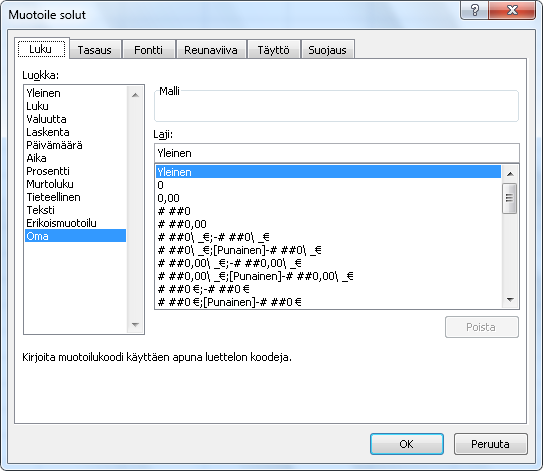 Muotoile solut
Luku Tasaus Fontti Reunaviiva Täyttö Suojaus
Luokka:
Yleinen
Luku
Valuutta
Laskenta
Päivämäärä
Aika
Prosentti
Murtoluku
Tieteellinen
Teksti
Erikoismuotoilu
Oma
Malli
Laji:
Yleinen
Yleinen
0
0,00
# ##0
# ##0,00
# ##0\ _€;-# ##0\ _€
# ##0\ _€;[Punainen]-# ##0\ _€
# ##0,00\ _€;-# ##0,00\ _€
# ##0,00\ _€;[Punainen]-# ##0,00\ _€
# ##0 €;-# ##0 €
# ##0 €;[Punainen]-# ##0 €
Poista
Kirjoita muotoilukoodi käyttäen apuna luettelon koodeja.
OK Peruuta